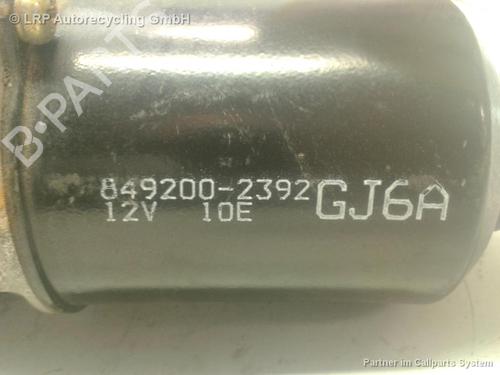 © LRP Autorecycling GmbH
B-PARTS
849200-2392 GJ6A
12V 10E
Partner im Callparts System